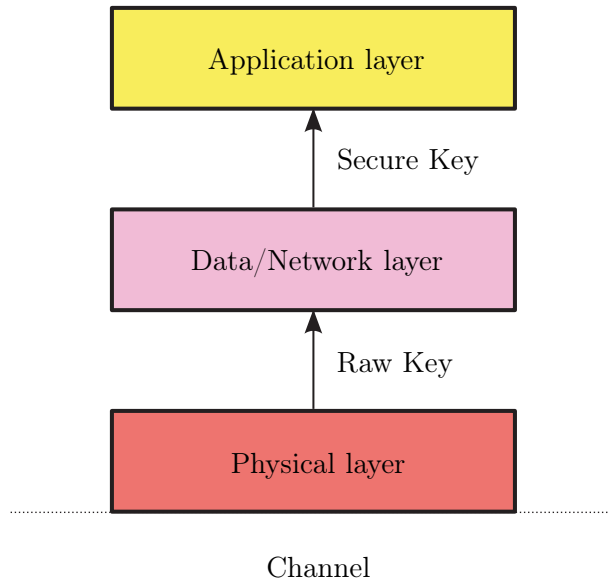 Application layer
Secure Key
Data/Network layer
Raw Key
Physical layer
Channel